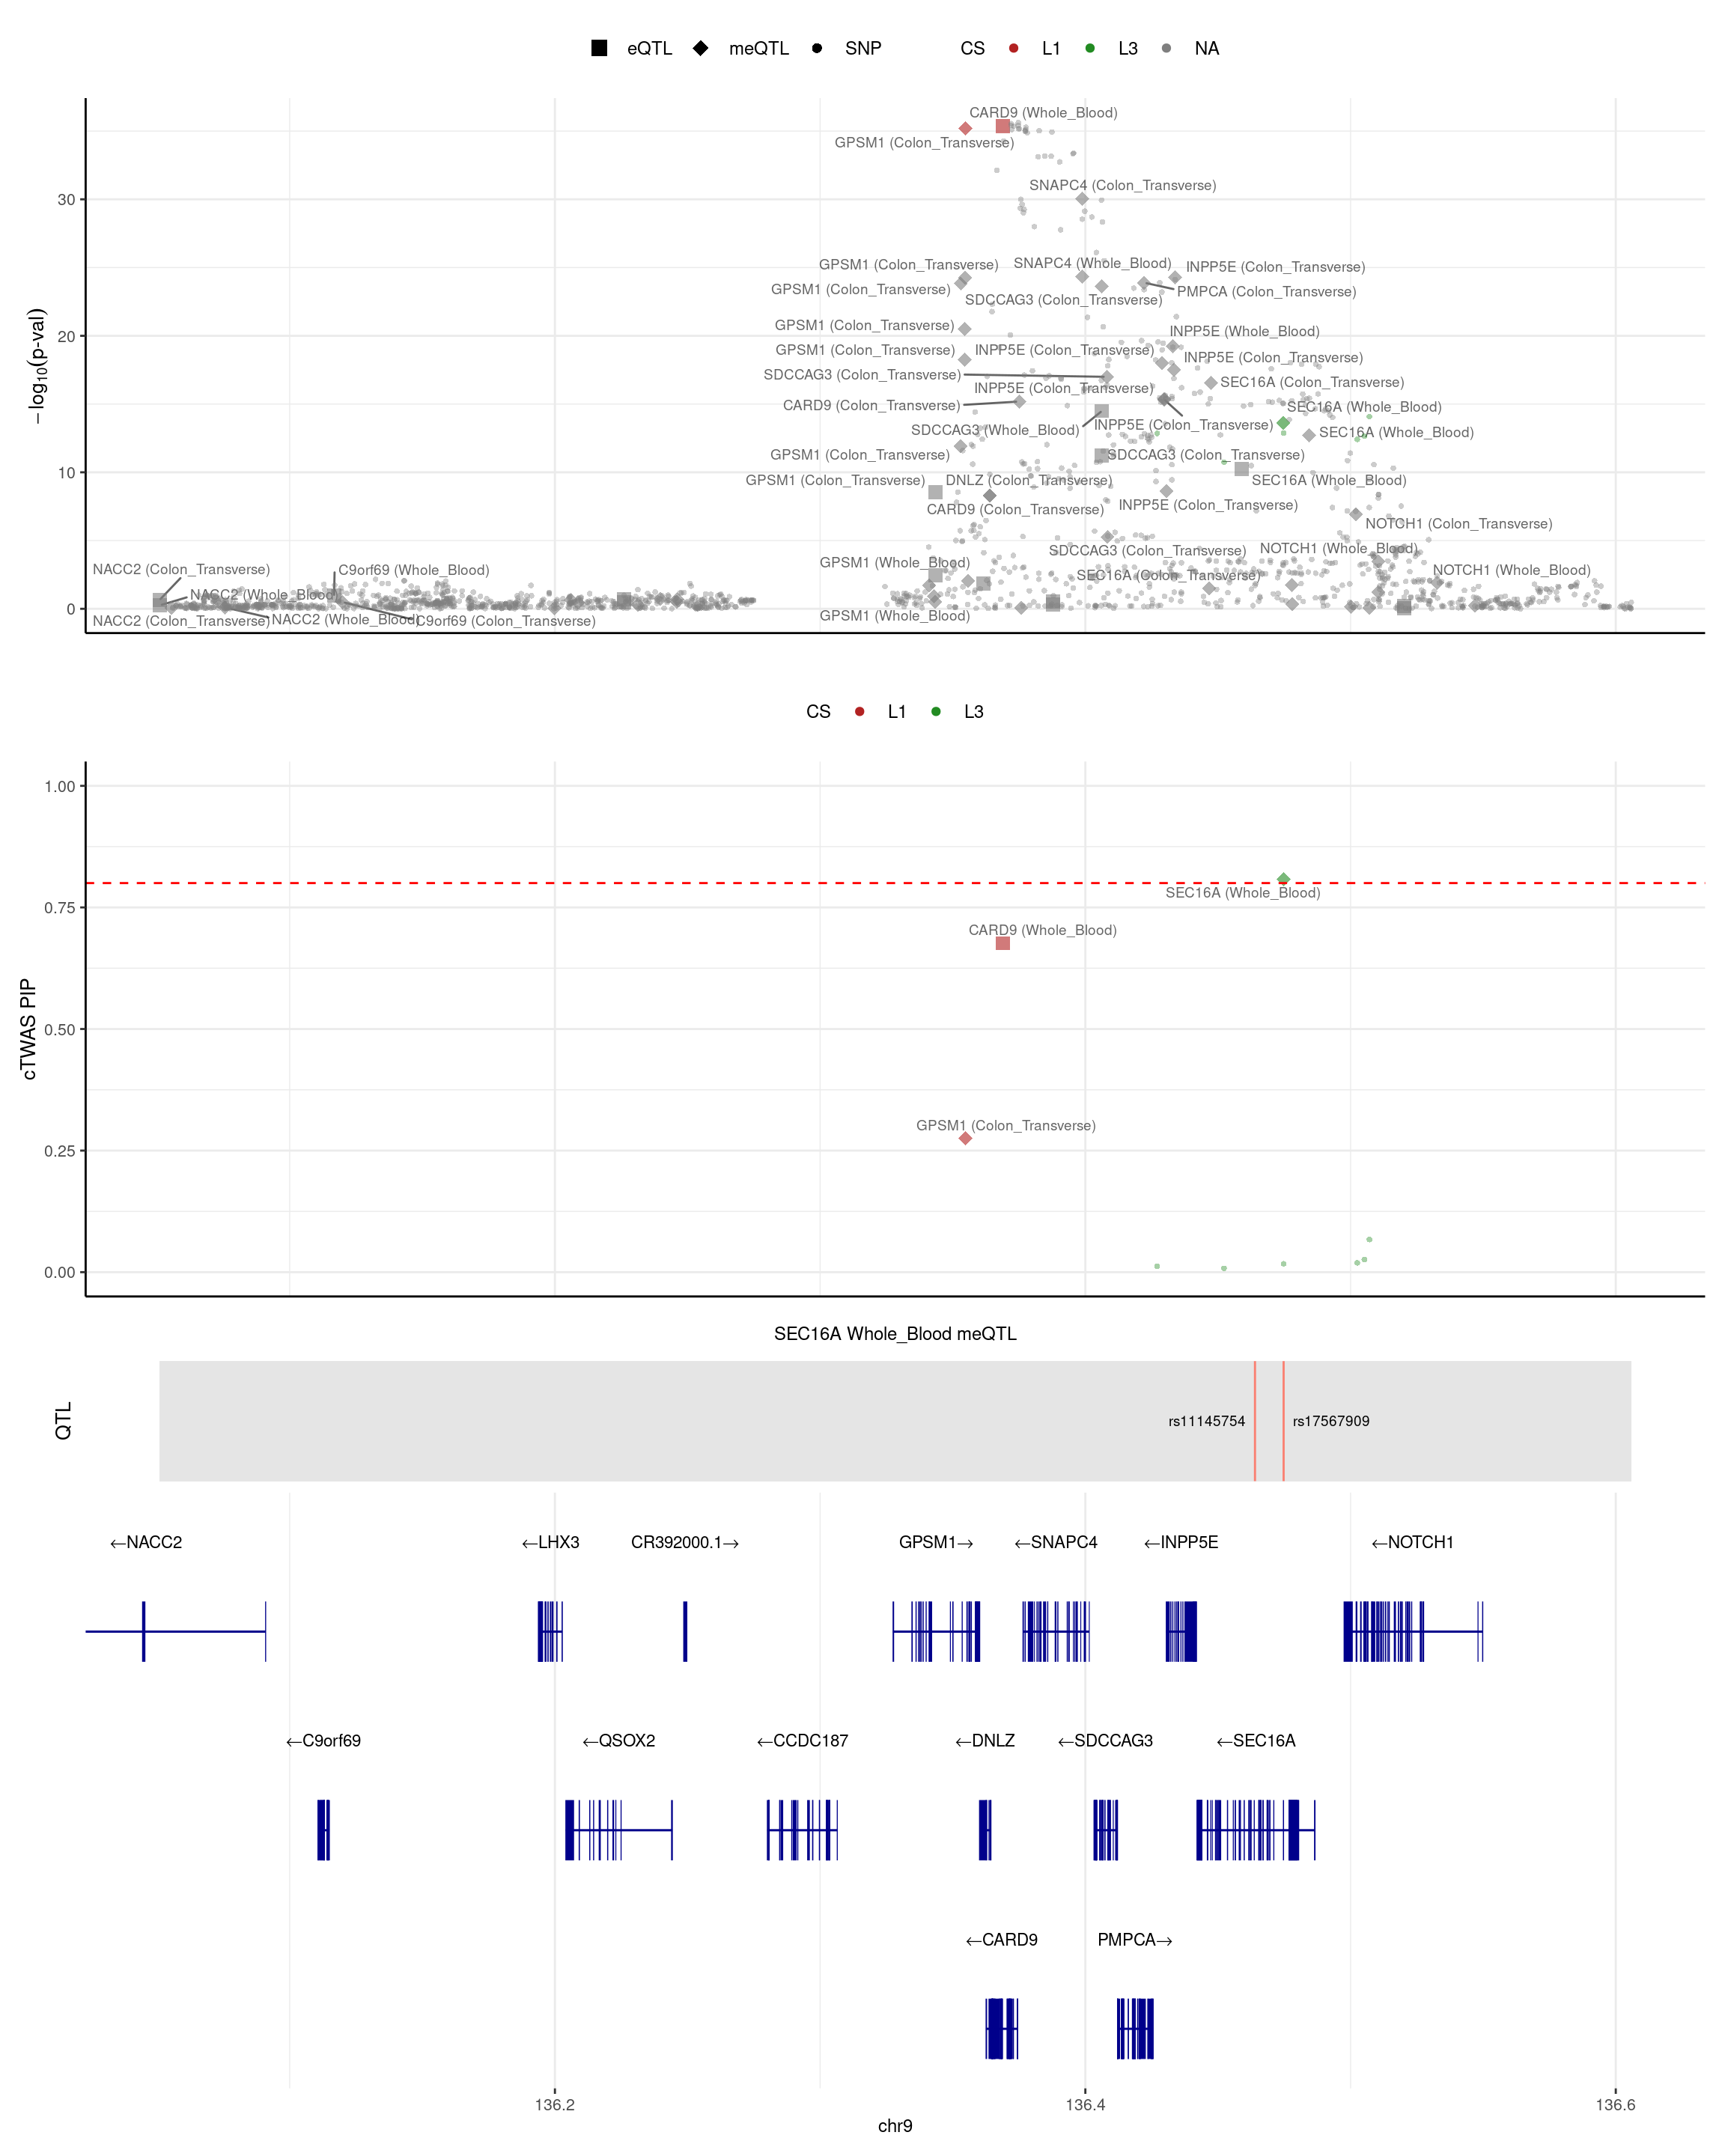 eQTL meQTL SNP CS L1 L3 NA
CARD9 (Whole_Blood)
GPSM1 (Colon_Transverse)
SNAPC4 (Colon_Transverse)
30
GPSM1 (Colon_Transverse)
SNAPC4 (Whole_Blood)
INPP5E (Colon_Transverse)
GPSM1 (Colon_Transverse)
PMPCA (Colon_Transverse)
SDCCAG3 (Colon_Transverse)
GPSM1 (Colon_Transverse)
INPP5E (Whole_Blood)
20
GPSM1 (Colon_Transverse)
INPP5E (Colon_Transverse)
INPP5E (Colon_Transverse)
SDCCAG3 (Colon_Transverse)
SEC16A (Colon_Transverse)
INPP5E (Colon_Transverse)
CARD9 (Colon_Transverse)
SEC16A (Whole_Blood)
INPP5E (Colon_Transverse)
SDCCAG3 (Whole_Blood)
SEC16A (Whole_Blood)
GPSM1 (Colon_Transverse)
SDCCAG3 (Colon_Transverse)
10
GPSM1 (Colon_Transverse)
DNLZ (Colon_Transverse)
SEC16A (Whole_Blood)
CARD9 (Colon_Transverse)
INPP5E (Colon_Transverse)
NOTCH1 (Colon_Transverse)
SDCCAG3 (Colon_Transverse)
NOTCH1 (Whole_Blood)
GPSM1 (Whole_Blood)
NACC2 (Colon_Transverse)
C9orf69 (Whole_Blood)
SEC16A (Colon_Transverse)
NOTCH1 (Whole_Blood)
NACC2 (Whole_Blood)
0
GPSM1 (Whole_Blood)
NACC2 (Colon_Transverse)
NACC2 (Whole_Blood)
C9orf69 (Colon_Transverse)
−log10(p-val)
CS L1 L3
1.00
SEC16A (Whole_Blood)
0.75
CARD9 (Whole_Blood)
0.50
GPSM1 (Colon_Transverse)
0.25
0.00
cTWAS PIP
SEC16A Whole_Blood meQTL
QTL
rs11145754 rs17567909
←NACC2 ←LHX3 CR392000.1→ GPSM1→ ←SNAPC4 ←INPP5E ←NOTCH1
←C9orf69 ←QSOX2 ←CCDC187 ←DNLZ ←SDCCAG3 ←SEC16A
←CARD9 PMPCA→
136.2 136.4 136.6
chr9